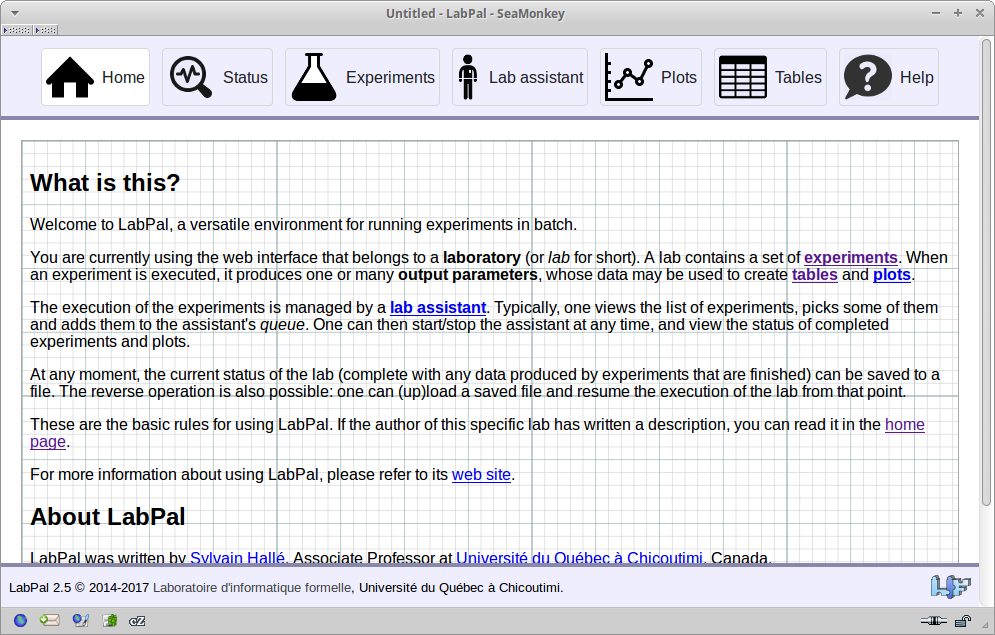 Untitled - LabPal - SeaMonkey
Home
Status
Experiments
Lab assistant
Plots
Tables
Help
What is this?
Welcome to LabPal, a versatile environment for running experiments in batch.
You are currently using the web interface that belongs to a laboratory (or lab for short). A lab contains a set of experiments. When
an experiment is executed, it produces one or many output parameters, whose data may be used to create tables and plots.
The execution of the experiments is managed by a lab assistant. Typically, one views the list of experiments, picks some of them
and adds them to the assistant's queue. One can then start/stop the assistant at any time, and view the status of completed
experiments and plots.
At any moment, the current status of the lab (complete with any data produced by experiments that are finished) can be saved to a
file. The reverse operation is also possible: one can (up)load a saved file and resume the execution of the lab from that point.
These are the basic rules for using LabPal. If the author of this specific lab has written a description, you can read it in the home
page.
For more information about using LabPal, please refer to its web site.
About LabPal
LabPal was written by Sylvain Hallé, Associate Professor at Université du Québec à Chicoutimi, Canada.
LabPal 2.5 © 2014-2017 Laboratoire d'informatique formelle, Université du Québec à Chicoutimi.
LIF
cZ